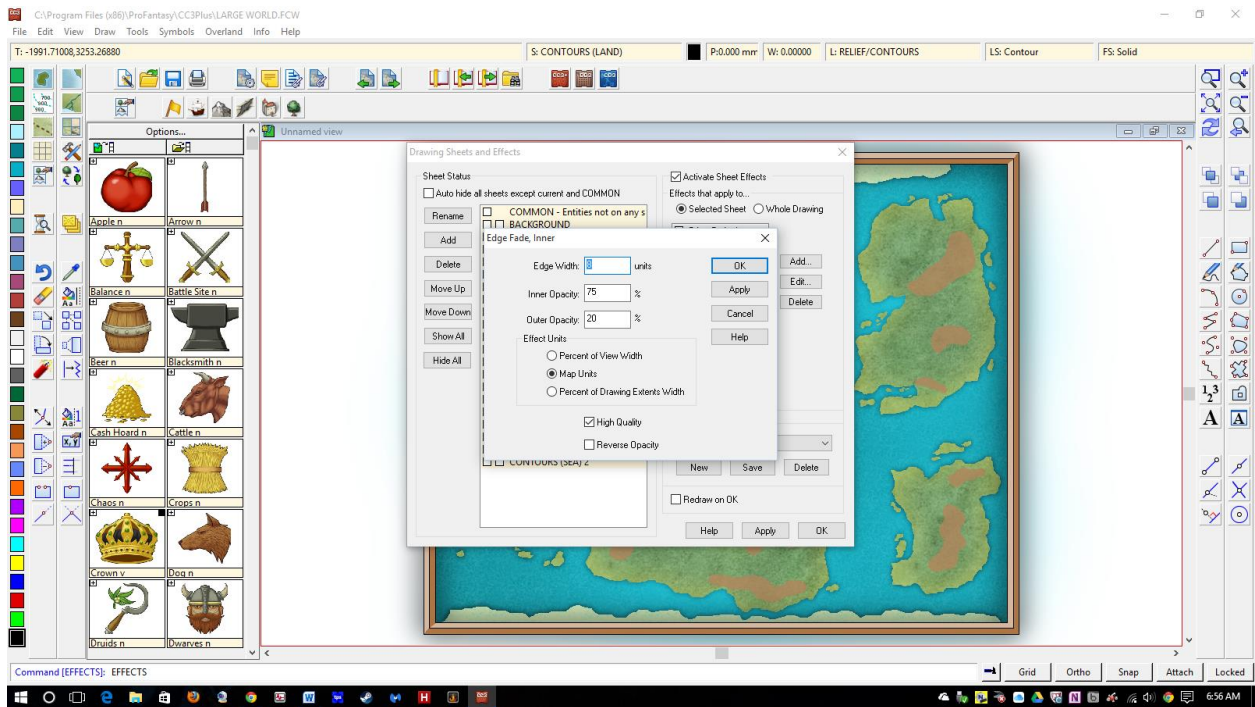 C:\Program Files (x86)\ProFantasy\CC3Plus\LARGE WORLD.FCW
File Edit View Draw Tools Symbols Overland Info Help
T: -1991.71008,3253.26880
S: CONTOURS (LAND)
P:0.000 mm
W: 0.00000
L: RELIEF/CONTOURS
LS: Contour
FS: Solid
Options...
Unnamed view
Apple n
Arrow n
Balance n
Battle Site n
Beer n
Blacksmith n
Cash Hoard n
Cattle n
Chaos n
Crops n
Crown v
Dog n
Druids n
Dwarves n
Drawing Sheets and Effects
Sheet Status
Auto hide all sheets except current and COMMON
Rename
Add
Delete
Move Up
Move Down
Show All
Hide All
COMMON - Entities not on any s
BACKGROUND
CONTOURS (SEA) 2
Activate Sheet Effects
Effects that apply to...
Selected Sheet Whole Drawing
Add...
Edit...
Delete
New Save Delete
Redraw on OK
Help Apply OK
Edge Fade, Inner
Edge Width: units
Inner Opacity: 75 %
Outer Opacity: 20 %
Effect Units
Percent of View Width
Map Units
Percent of Drawing Extents Width
High Quality
Reverse Opacity
OK
Apply
Cancel
Help
1,2 3
A A
Command [EFFECTS]: EFFECTS
Grid Ortho Snap Attach Locked
6:56 AM